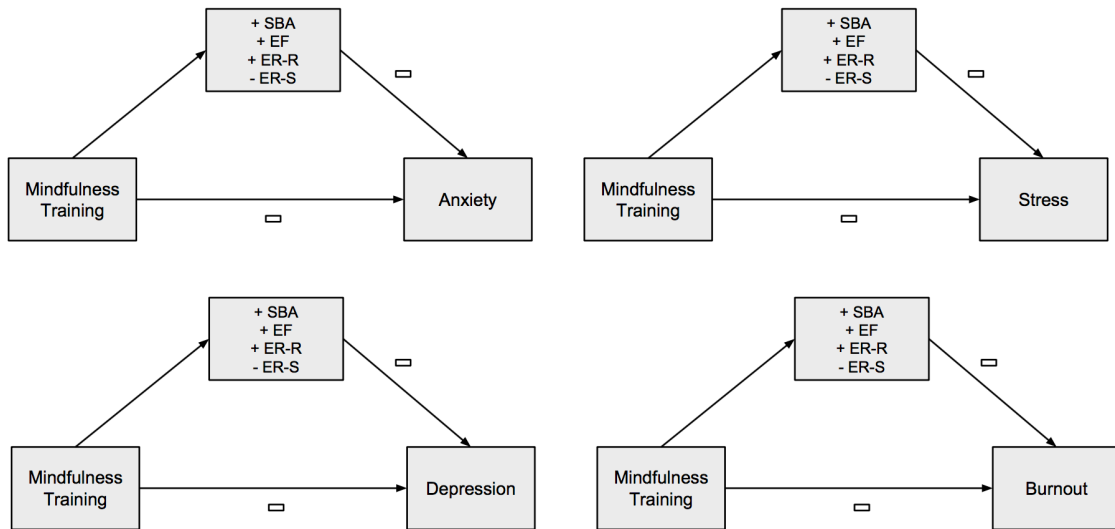 + SBA
+ EF
+ ER-R
- ER-S
Mindfulness
Training
Anxiety
+ SBA
+ EF
+ ER-R
- ER-S
Mindfulness
Training
Stress
+ SBA
+ EF
+ ER-R
- ER-S
Mindfulness
Training
Depression
+ SBA
+ EF
+ ER-R
- ER-S
Mindfulness
Training
Burnout